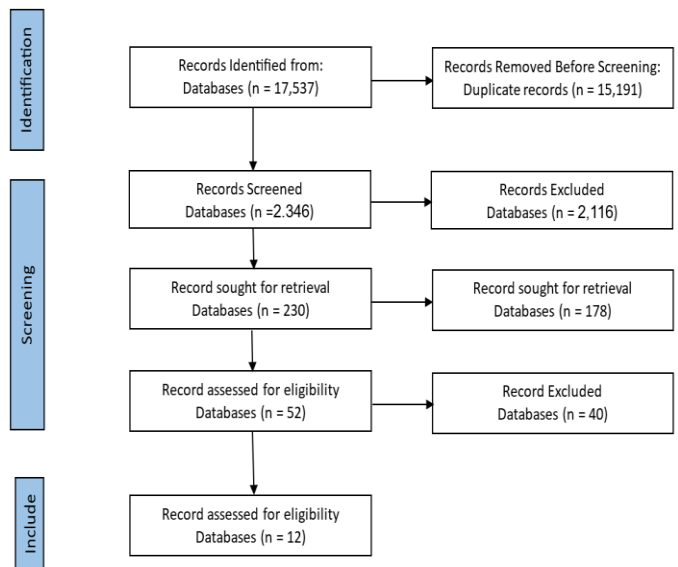 Identification
Records Identified from:
Databases (n = 17,537)
Records Removed Before Screening:
Duplicate records (n = 15,191)
Screening
Records Screened
Databases (n =2.346)
Records Excluded
Databases (n = 2,116)
Record sought for retrieval
Databases (n = 230)
Record sought for retrieval
Databases (n = 178)
Record assessed for eligibility
Databases (n = 52)
Record Excluded
Databases (n = 40)
Include
Record assessed for eligibility
Databases (n = 12)